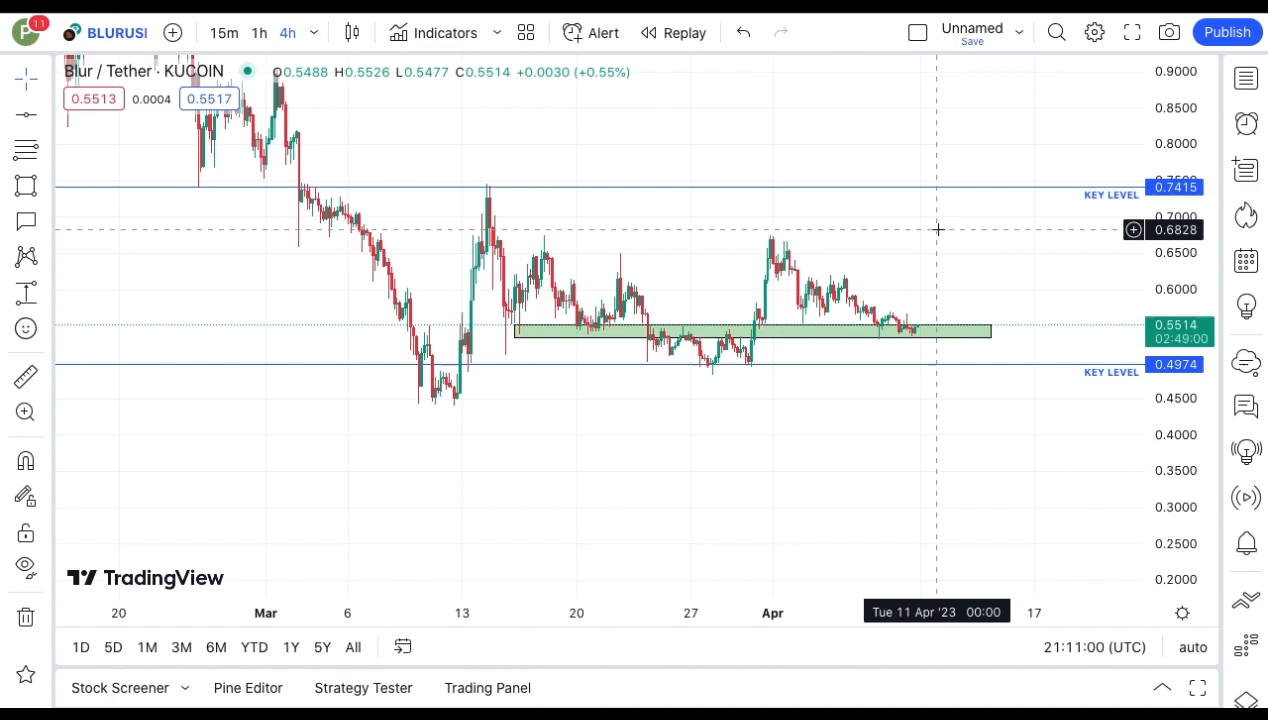 P 11 BLURUSI 15m 1h 4h Indicators Alert Replay Unnamed Save Publish
Blur / Tether · KUCOIN O0.5488 H0.5526 L0.5477 C0.5514 +0.0030 (+0.55%)
0.5513 0.0004 0.5517
0.9000
0.8500
0.8000
0.7415
KEY LEVEL
0.7000
0.6828
0.6500
0.6000
0.5514
02:49:00
0.4974
KEY LEVEL
0.4500
0.4000
0.3500
0.3000
0.2500
0.2000
TradingView
20 Mar 6 13 20 27 Apr Tue 11 Apr '23 00:00 17
1D 5D 1M 3M 6M YTD 1Y 5Y All 21:11:00 (UTC) auto
Stock Screener Pine Editor Strategy Tester Trading Panel